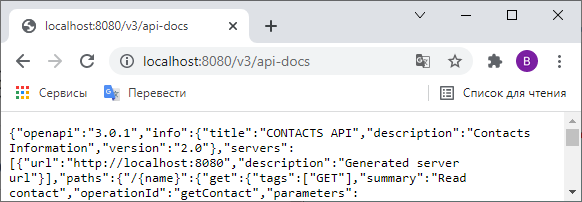 localhost:8080/v3/api-docs
localhost:8080/v3/api-docs
B
Сервисы
Перевести
Список для чтения
{"openapi":"3.0.1","info":{"title":"CONTACTS API","description":"Contacts
Information","version":"2.0"},"servers":
[{"url":"http://localhost:8080","description":"Generated server
url"}],"paths":{"/{name}":{"get":{"tags":["GET"],"summary":"Read
contact","operationId":"getContact","parameters":